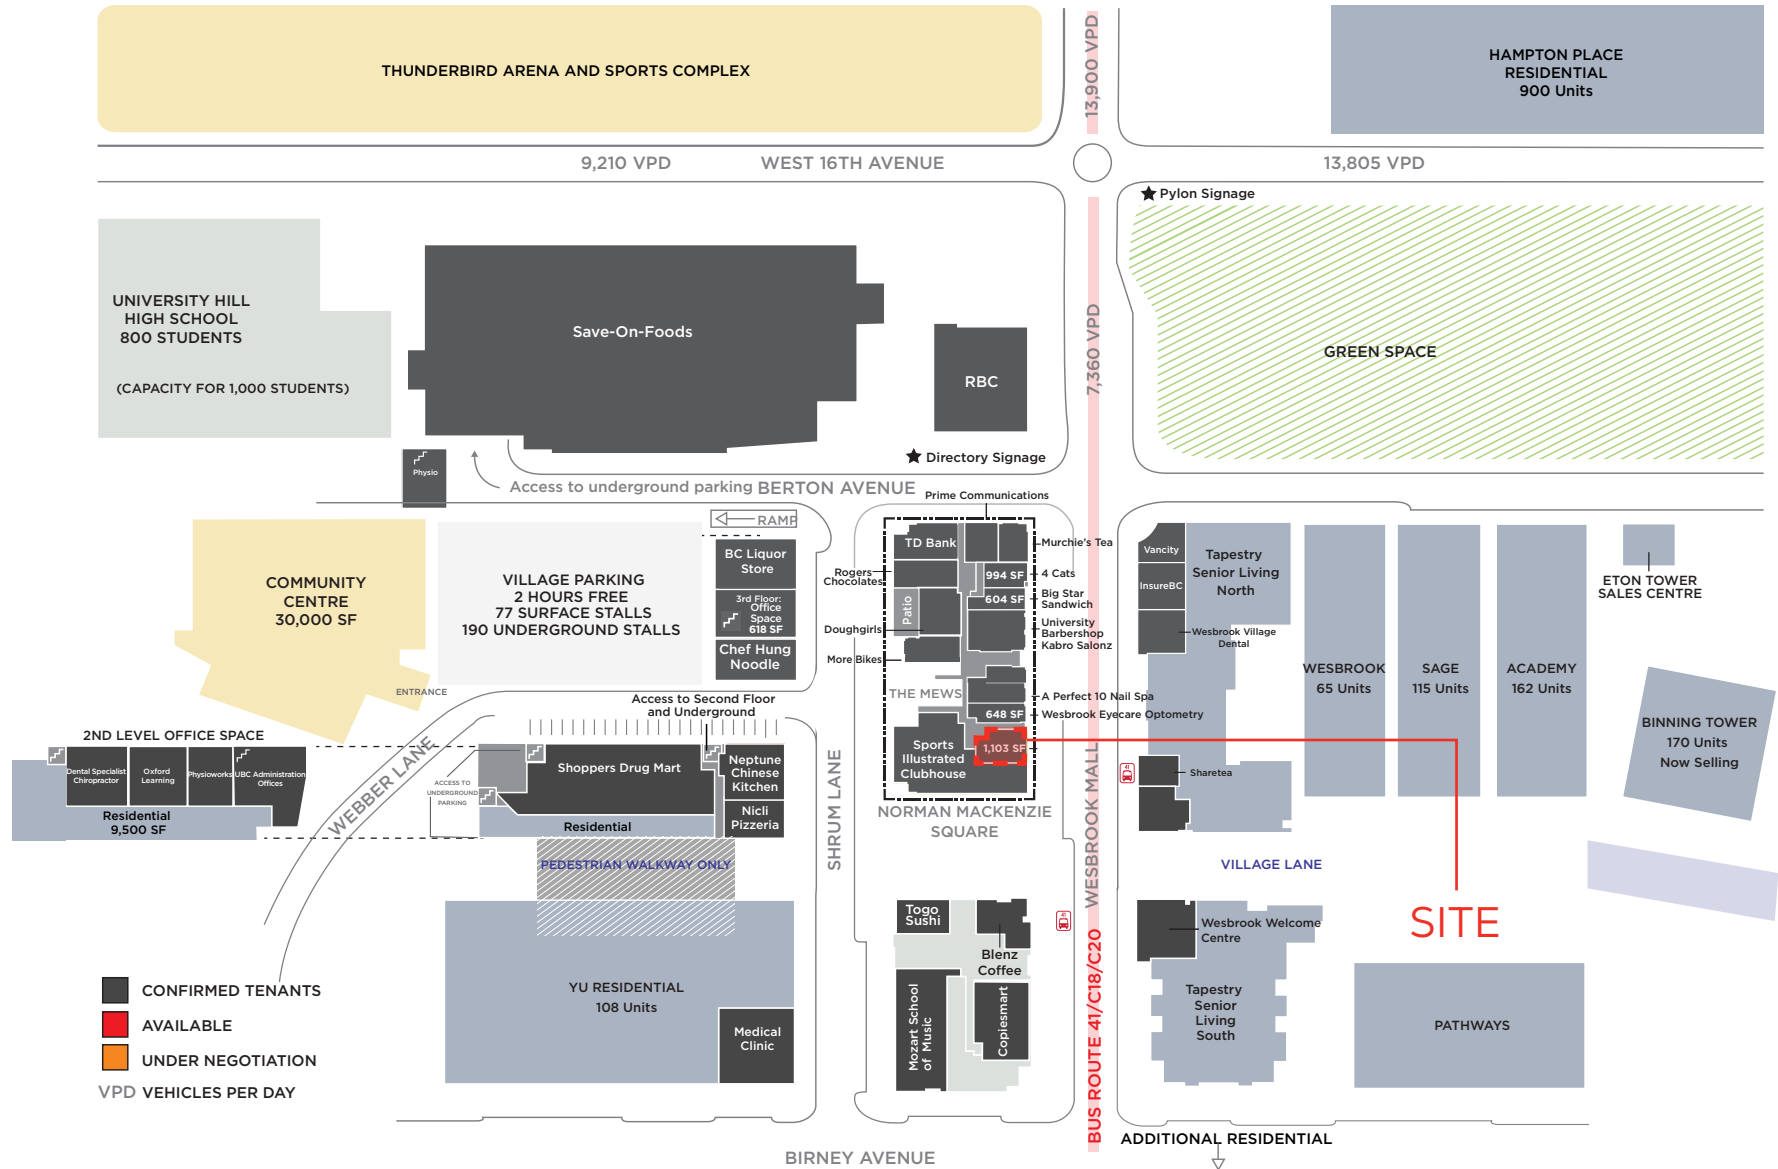 THUNDERBIRD ARENA AND SPORTS COMPLEX
13,900 VPD
HAMPTON PLACE
RESIDENTIAL
900 Units
9,210 VPD
WEST 16TH AVENUE
13,805 VPD
Pylon Signage
UNIVERSITY HILL
HIGH SCHOOL
800 STUDENTS
(CAPACITY FOR 1,000 STUDENTS)
Save-On-Foods
RBC
7,360 VPD
GREEN SPACE
Directory Signage
Physio
Access to underground parking
BERTON AVENUE
Prime Communications
RAMP
COMMUNITY
CENTRE
30,000 SF
VILLAGE PARKING
2 HOURS FREE
77 SURFACE STALLS
190 UNDERGROUND STALLS
BC Liquor
Store
3rd Floor:
Office
Space
618 SF
Chef Hung
Noodle
TD Bank
Rogers
Chocolates
Patio
Doughgirls
More Bikes
THE MEWS
Murchie's Tea
994 SF
4 Cats
604 SF
Big Star
Sandwich
University
Barbershop
Kabro Salonz
A Perfect 10 Nail Spa
648 SF
Wesbrook Eyecare Optometry
1,103 SF
Sports
Illustrated
Clubhouse
NORMAN MACKENZIE
SQUARE
Vancity
InsureBC
Wesbrook Village
Dental
Tapestry
Senior Living
North
WESBROOK
65 Units
SAGE
115 Units
ACADEMY
162 Units
ETON TOWER
SALES CENTRE
BINNING TOWER
170 Units
Now Selling
ENTRANCE
Access to Second Floor
and Underground
2ND LEVEL OFFICE SPACE
Dental Specialist
Chiropractor
Oxford
Learning
Physioworks
UBC Administration
Offices
Residential
9,500 SF
WEBBER LANE
ACCESS TO
UNDERGROUND
PARKING
Shoppers Drug Mart
Neptune
Chinese
Kitchen
Nicli
Pizzeria
Residential
PEDESTRIAN WALKWAY ONLY
SHRUM LANE
WESBROOK MALL
41
Sharetea
VILLAGE LANE
41
Togo
Sushi
Blenz
Coffee
Mozart School
of Music
Copiesmart
BUS ROUTE 41/C18/C20
Wesbrook Welcome
Centre
Tapestry
Senior
Living
South
SITE
PATHWAYS
YU RESIDENTIAL
108 Units
Medical
Clinic
CONFIRMED TENANTS
AVAILABLE
UNDER NEGOTIATION
VPD VEHICLES PER DAY
ADDITIONAL RESIDENTIAL
BIRNEY AVENUE